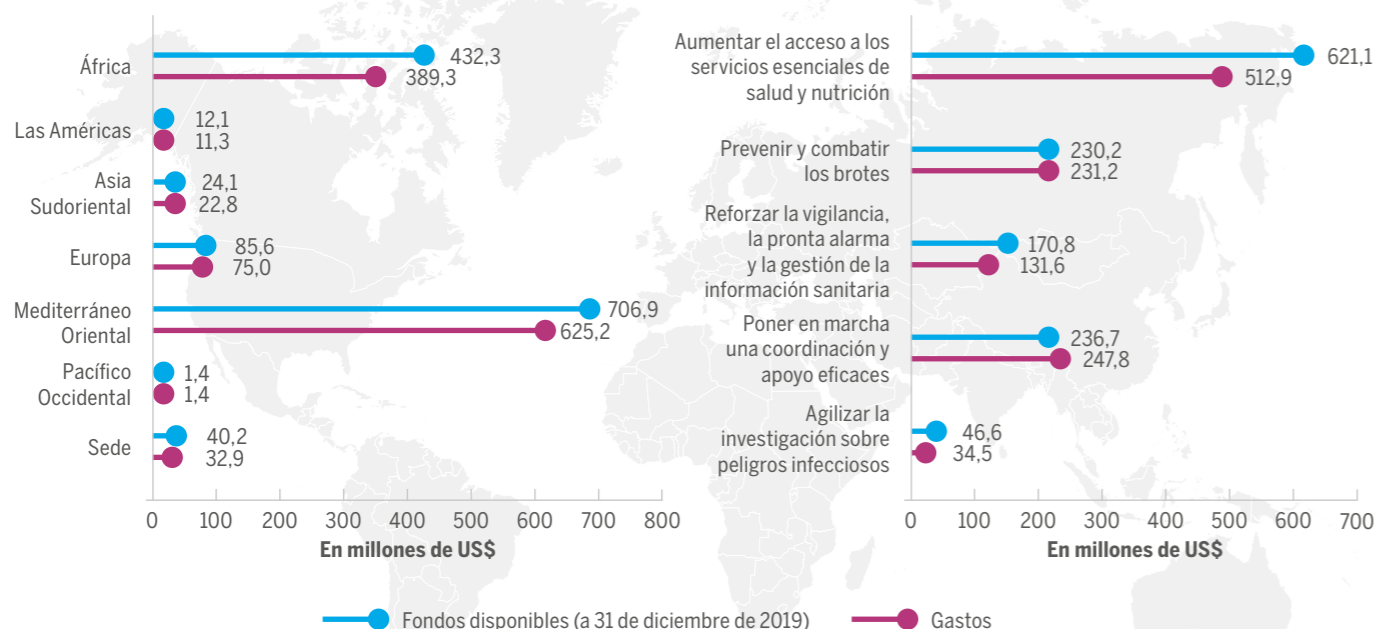 África
432,3
389,3
Las Américas
12,1
11,3
Asia
Sudoriental
24,1
22,8
Europa
85,6
75,0
Mediterráneo
Oriental
706,9
625,2
Pacífico
Occidental
1,4
1,4
Sede
40,2
32,9
0 100 200 300 400 500 600 700 800
En millones de US$
Aumentar el acceso a los
servicios esenciales de
salud y nutrición
621,1
512,9
Prevenir y combatir
los brotes
230,2
231,2
Reforzar la vigilancia,
la pronta alarma
y la gestión de la
información sanitaria
170,8
131,6
Poner en marcha
una coordinación y
apoyo eficaces
236,7
247,8
Agilizar la
investigación sobre
peligros infecciosos
46,6
34,5
0 100 200 300 400 500 600 700
En millones de US$
Fondos disponibles (a 31 de diciembre de 2019) Gastos